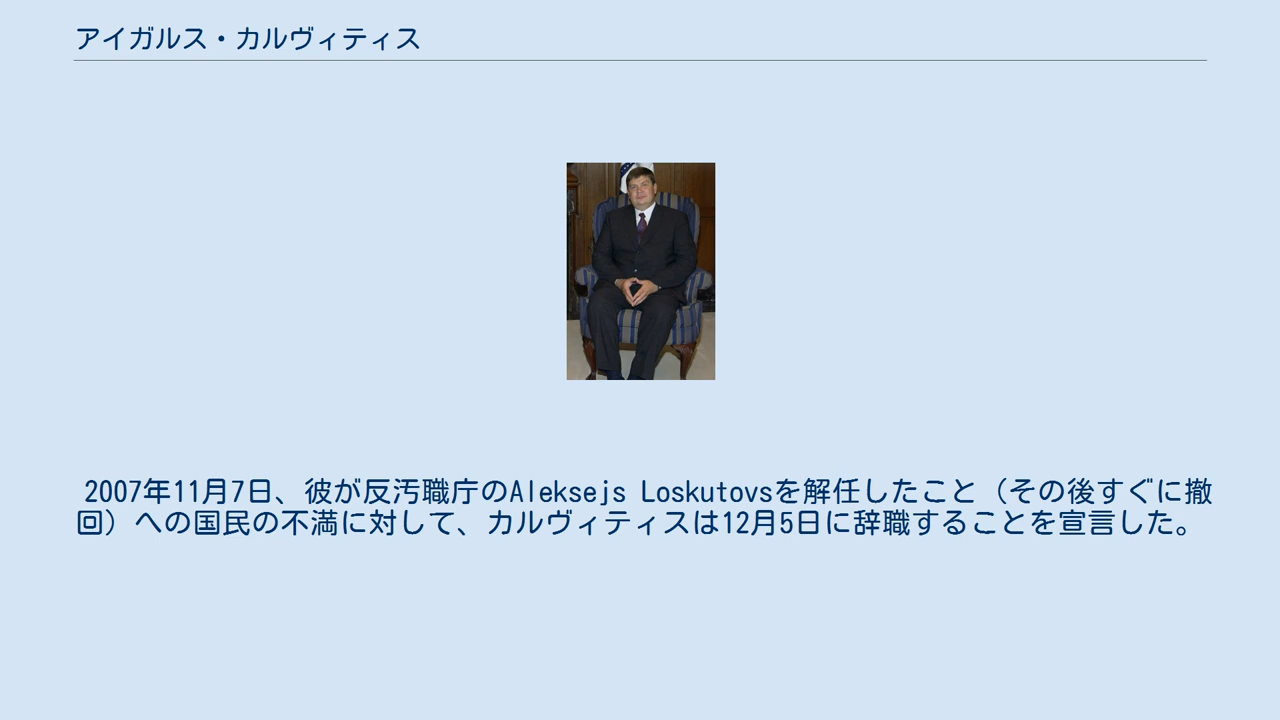 アイガルス・カルヴィティス
2007年11月7日、彼が反汚職庁のAleksejs Loskutovsを解任したこと（その後すぐに撤
回）への国民の不満に対して、カルヴィティスは12月5日に辞職することを宣言した。